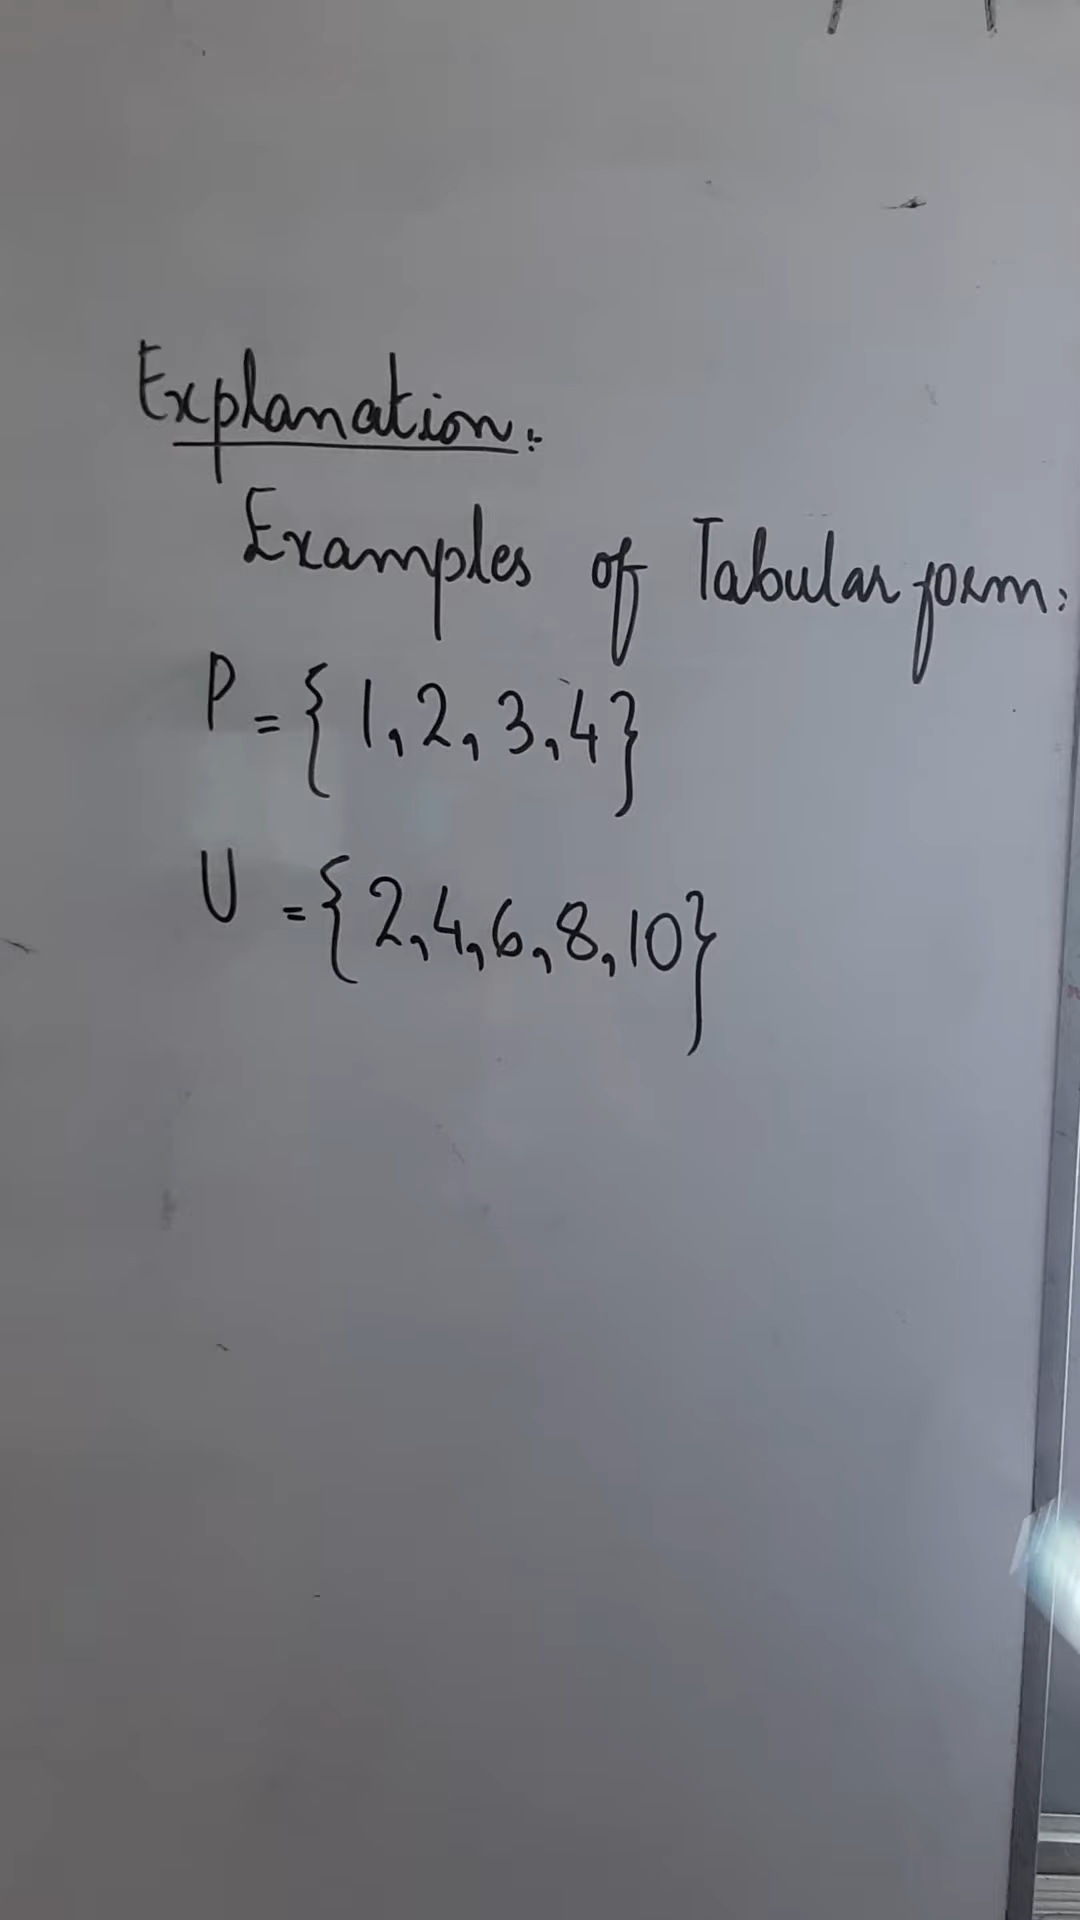 Explanation:
Examples of Tabular form:
P = { 1, 2, 3, 4 }
U = { 2, 4, 6, 8, 10 }